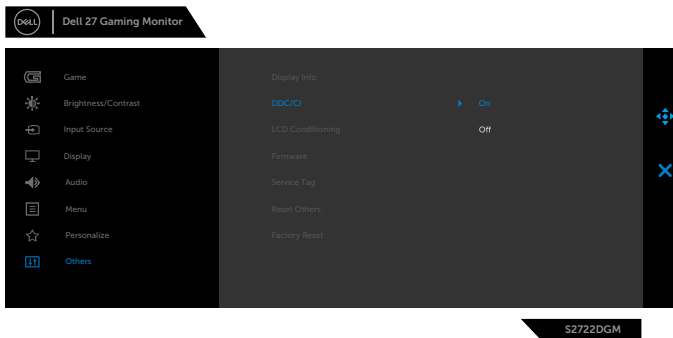 DELL
Dell 27 Gaming Monitor
Game
Brightness/Contrast
Input Source
Display
Audio
Menu
Personalize
Others
Display Info
DDC/CI
On
Off
LCD Conditioning
Firmware
Service Tag
Reset Others
Factory Reset
S2722DGM